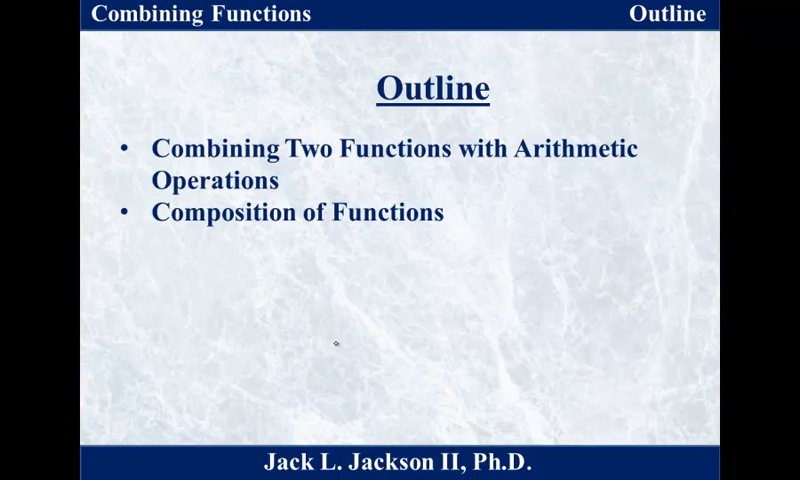 Combining Functions Outline
Outline
• Combining Two Functions with Arithmetic
Operations
• Composition of Functions
Jack L. Jackson II, Ph.D.